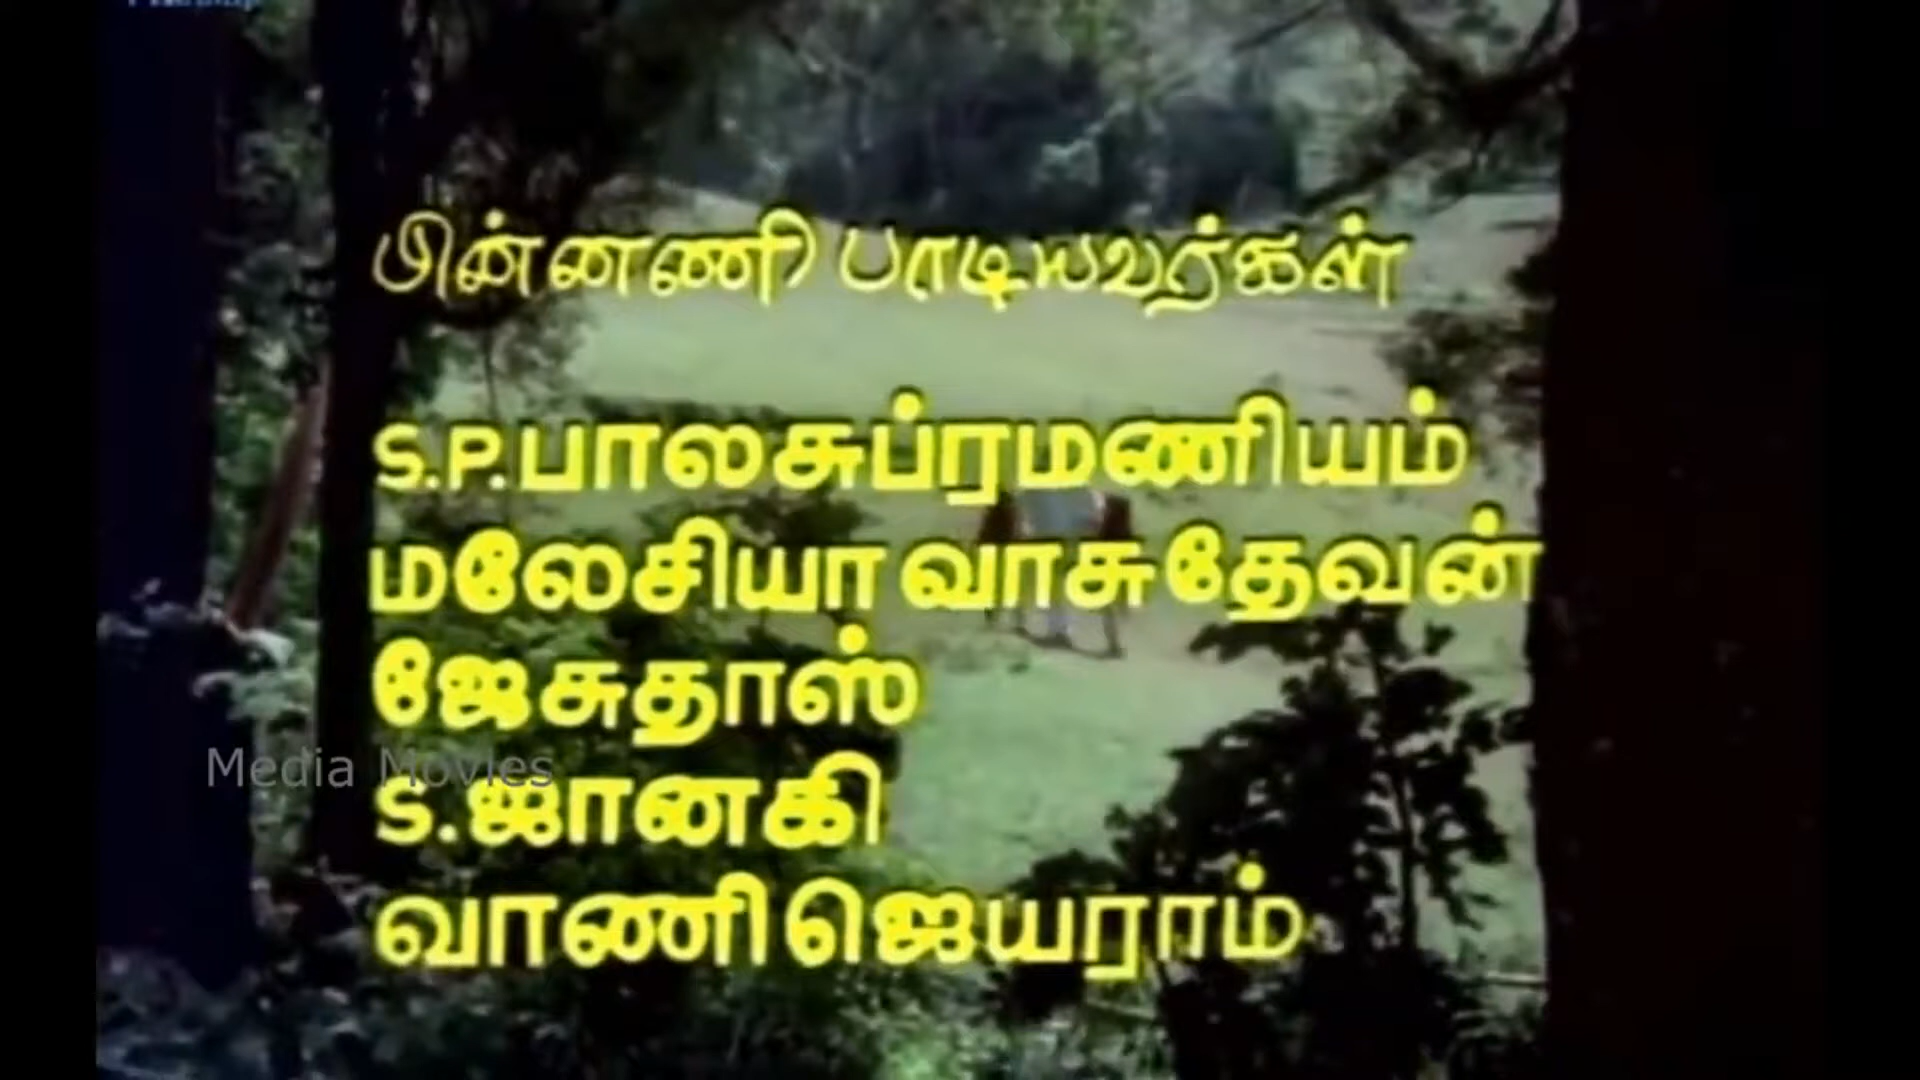 பின்னணி பாடியவர்கள்
S.P.பாலசுப்ரமணியம்
மலேசியா வாசுதேவன்
ஜேசுதாஸ்
Media Movies
S.ஜானகி
வாணி ஜெயராம்